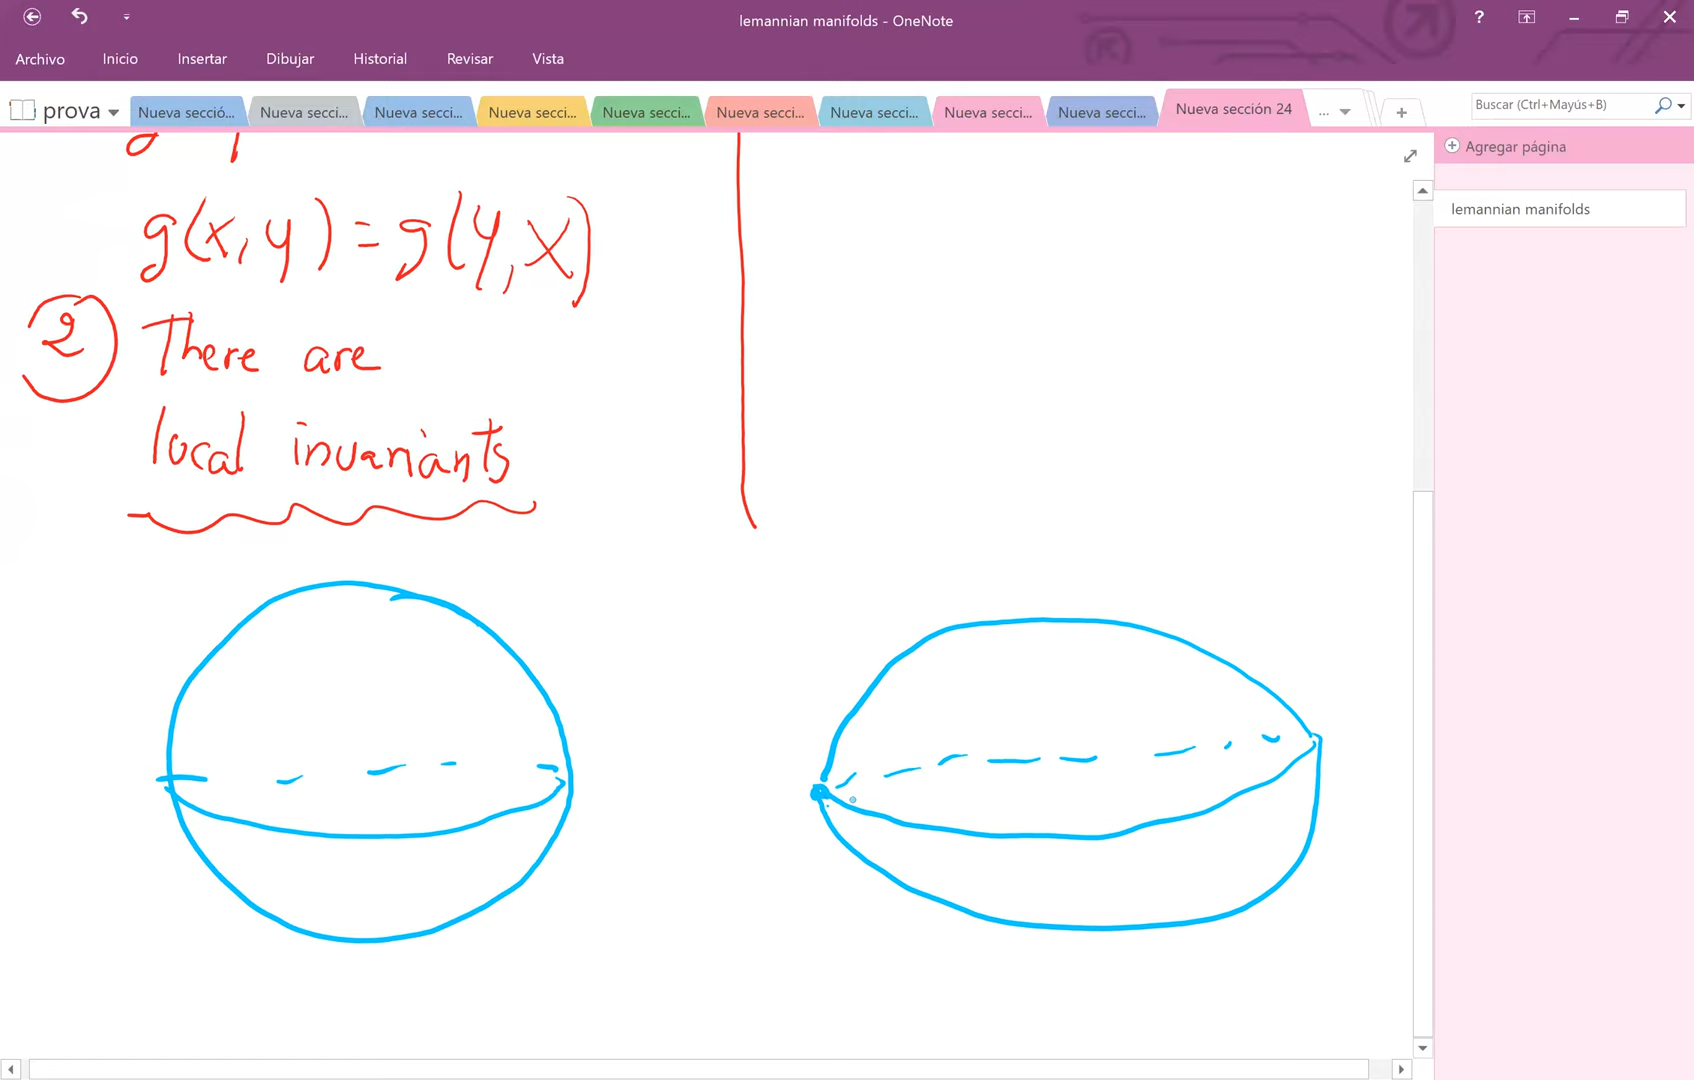 lemannian manifolds - OneNote
Archivo Inicio Insertar Dibujar Historial Revisar Vista
prova Nueva secció... Nueva secci... Nueva secci... Nueva secci... Nueva secci... Nueva secci... Nueva secci... Nueva secci... Nueva secci... Nueva sección 24 ... Buscar (Ctrl+Mayús+B)
Agregar página
lemannian manifolds
g(x,y) = g(y,x)
2 There are
local invariants